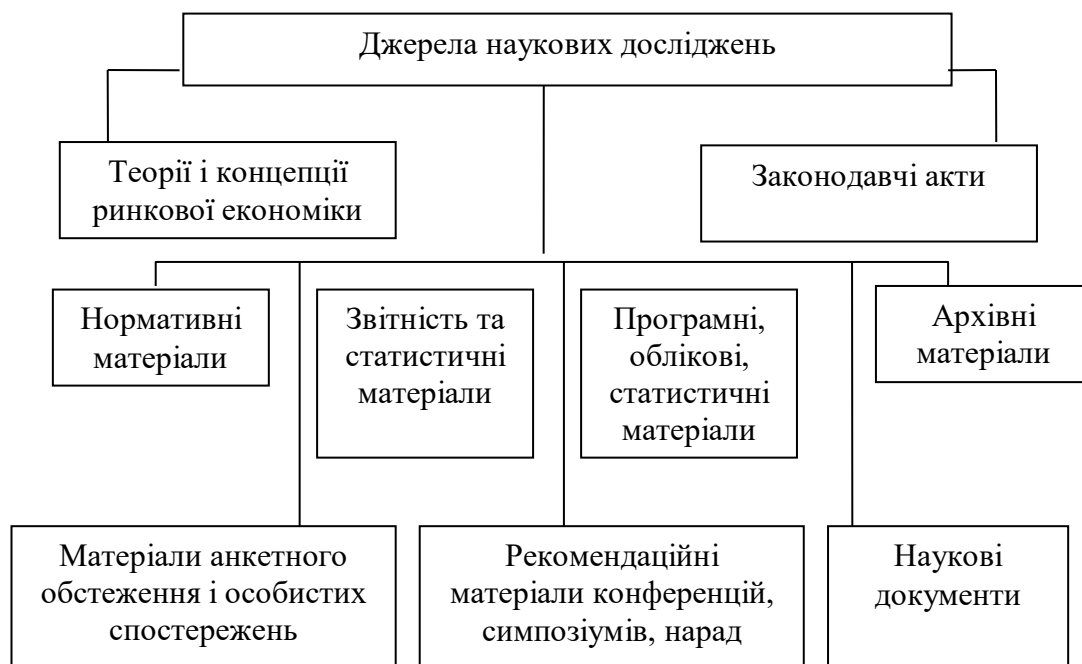 Джерела наукових досліджень
Теорії і концепції
ринкової економіки
Законодавчі акти
Нормативні
матеріали
Звітність та
статистичні
матеріали
Програмні,
облікові,
статистичні
матеріали
Архівні
матеріали
Матеріали анкетного
обстеження і особистих
спостережень
Рекомендаційні
матеріали конференцій,
симпозіумів, нарад
Наукові
документи